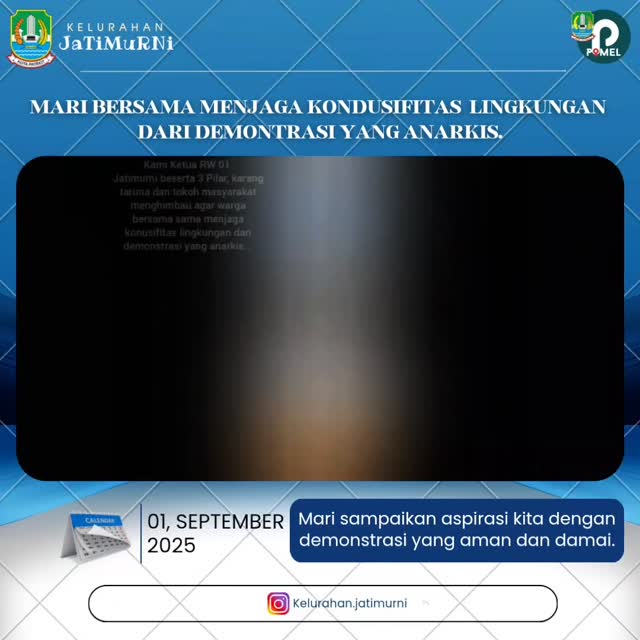 KELURAHAN
JaTiMuRNi
KOTA BEKASI
PAMEL
MARI BERSAMA MENJAGA KONDUSIFITAS LINGKUNGAN
DARI DEMONTRASI YANG ANARKIS.
Kami Ketua RW 01
Jatimurni beserta 3 Pilar, karang
taruna dan tokoh masyarakat
menghimbau agar warga
bersama sama menjaga
konusifitas lingkungan dari
demonstrasi yang anarkis...
CALENDAR
01, SEPTEMBER
2025
Mari sampaikan aspirasi kita dengan
demonstrasi yang aman dan damai.
Kelurahan.jatimurni